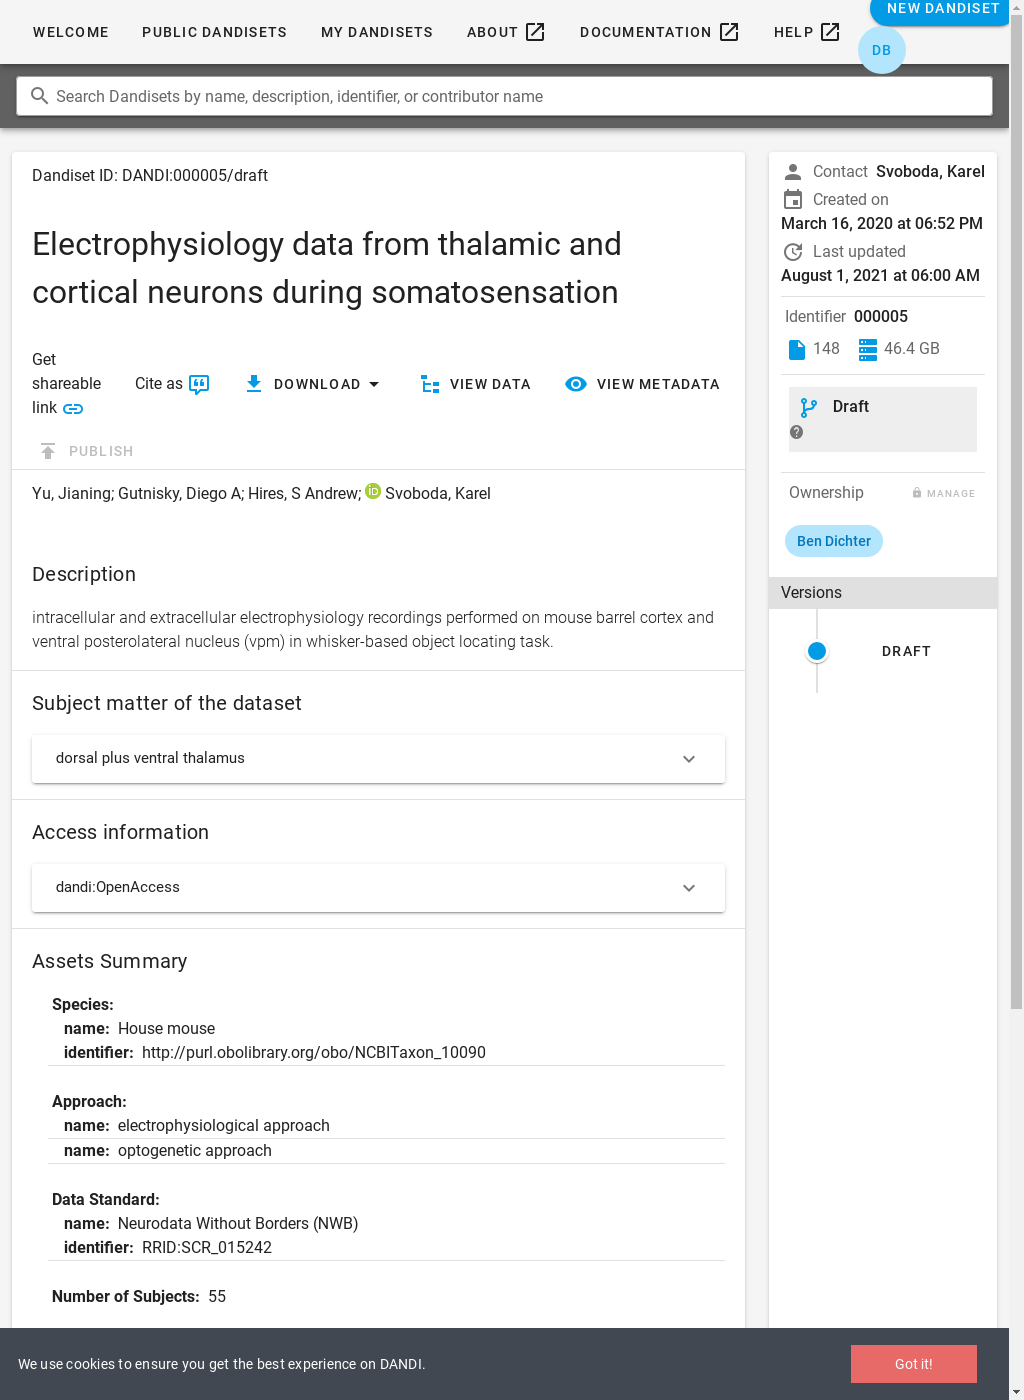 WELCOME PUBLIC DANDISETS MY DANDISETS ABOUT DOCUMENTATION HELP NEW DANDISET
DB
Search Dandisets by name, description, identifier, or contributor name
Dandiset ID: DANDI:000005/draft
Electrophysiology data from thalamic and
cortical neurons during somatosensation
Get
shareable
link
Cite as
DOWNLOAD
VIEW DATA
VIEW METADATA
PUBLISH
Yu, Jianing; Gutnisky, Diego A; Hires, S Andrew; iD Svoboda, Karel
Description
intracellular and extracellular electrophysiology recordings performed on mouse barrel cortex and
ventral posterolateral nucleus (vpm) in whisker-based object locating task.
Subject matter of the dataset
dorsal plus ventral thalamus
Access information
dandi:OpenAccess
Assets Summary
Species:
name: House mouse
identifier: http://purl.obolibrary.org/obo/NCBITaxon_10090
Approach:
name: electrophysiological approach
name: optogenetic approach
Data Standard:
name: Neurodata Without Borders (NWB)
identifier: RRID:SCR_015242
Number of Subjects: 55
Contact Svoboda, Karel
Created on
March 16, 2020 at 06:52 PM
Last updated
August 1, 2021 at 06:00 AM
Identifier 000005
148 46.4 GB
Draft
?
Ownership MANAGE
Ben Dichter
Versions
DRAFT
We use cookies to ensure you get the best experience on DANDI.
Got it!